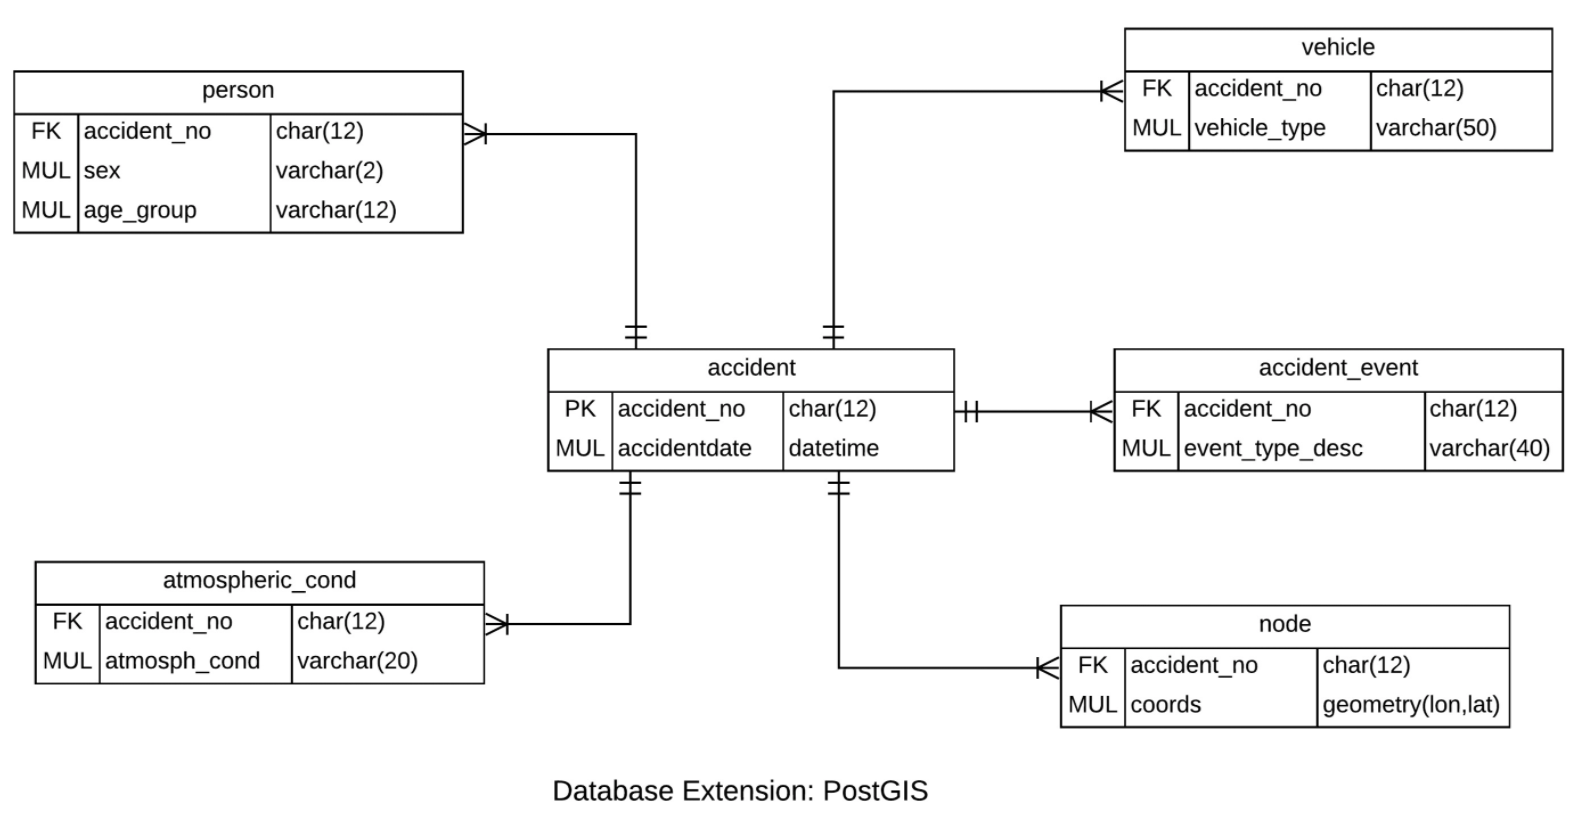 person
FK accident_no char(12)
MUL sex varchar(2)
MUL age_group varchar(12)
vehicle
FK accident_no char(12)
MUL vehicle_type varchar(50)
accident
PK accident_no char(12)
MUL accidentdate datetime
accident_event
FK accident_no char(12)
MUL event_type_desc varchar(40)
atmospheric_cond
FK accident_no char(12)
MUL atmosph_cond varchar(20)
node
FK accident_no char(12)
MUL coords geometry(lon,lat)
Database Extension: PostGIS